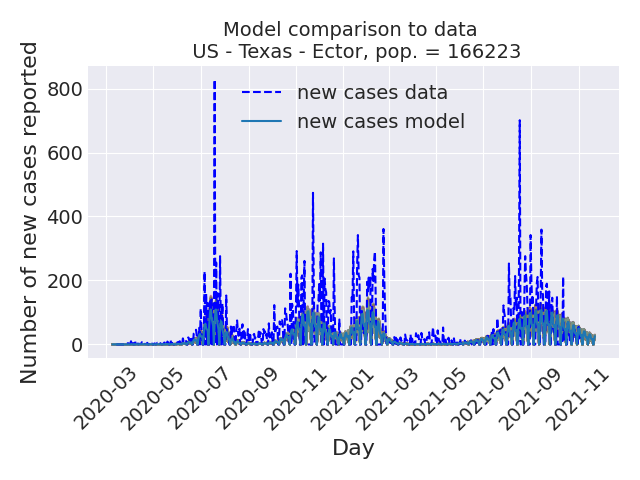 Model comparison to data
US - Texas - Ector, pop. = 166223
new cases data
new cases model
Number of new cases reported
800
600
400
200
0
2020-03
2020-05
2020-07
2020-09
2020-11
2021-01
2021-03
2021-05
2021-07
2021-09
2021-11
Day